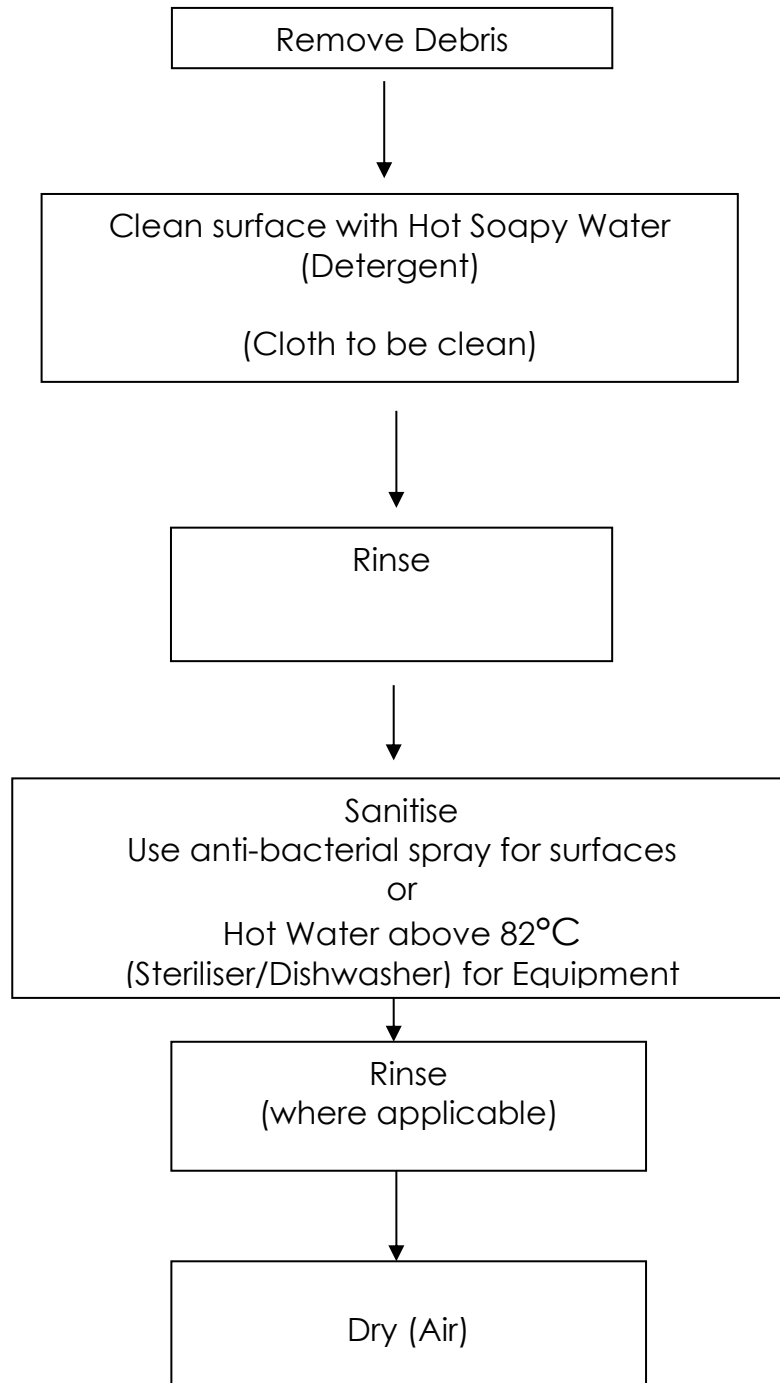 Remove Debris
Clean surface with Hot Soapy Water
(Detergent)
(Cloth to be clean)
Rinse
Sanitise
Use anti-bacterial spray for surfaces
or
Hot Water above 82°C
(Steriliser/Dishwasher) for Equipment
Rinse
(where applicable)
Dry (Air)